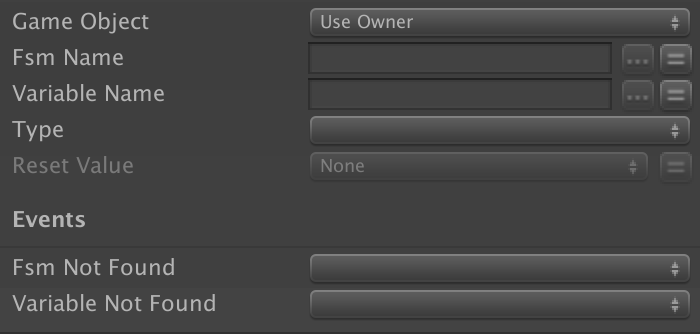 Game Object Use Owner
Fsm Name ...
Variable Name ...
Type
Reset Value None
Events
Fsm Not Found
Variable Not Found